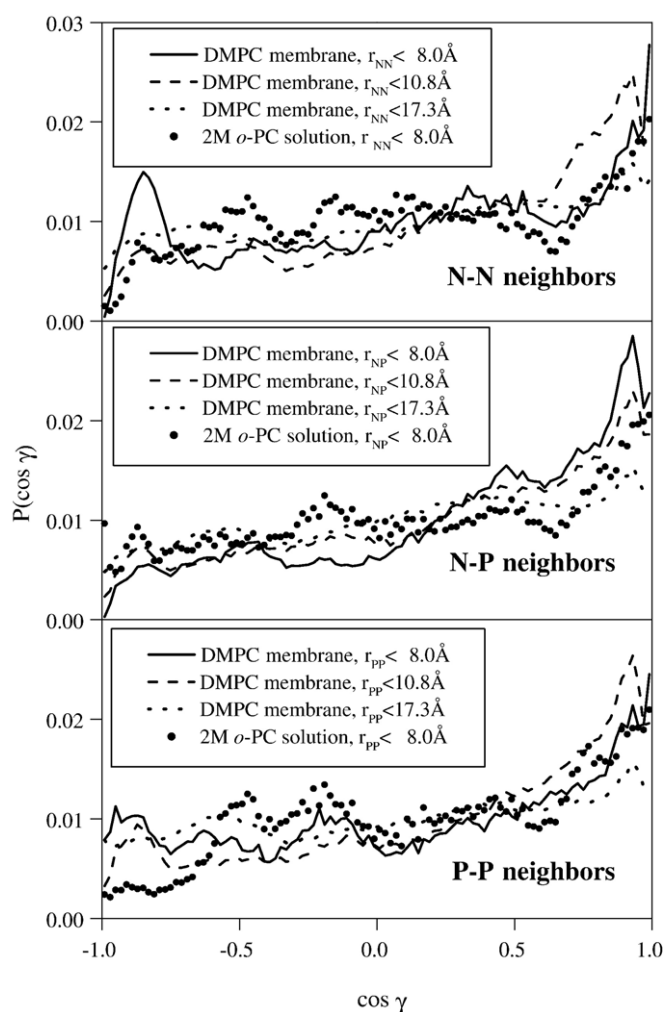 0.03
DMPC membrane, rNN< 8.0Å
DMPC membrane, rNN<10.8Å
DMPC membrane, rNN<17.3Å
2M o-PC solution, rNN< 8.0Å
0.02
0.01
N-N neighbors
0.00
DMPC membrane, rNP< 8.0Å
DMPC membrane, rNP<10.8Å
DMPC membrane, rNP<17.3Å
2M o-PC solution, rNP< 8.0Å
0.02
P(cos γ)
0.01
N-P neighbors
0.00
DMPC membrane, rPP< 8.0Å
DMPC membrane, rPP<10.8Å
DMPC membrane, rPP<17.3Å
2M o-PC solution, rPP< 8.0Å
0.02
0.01
P-P neighbors
0.00
-1.0 -0.5 0.0 0.5 1.0
cos γ